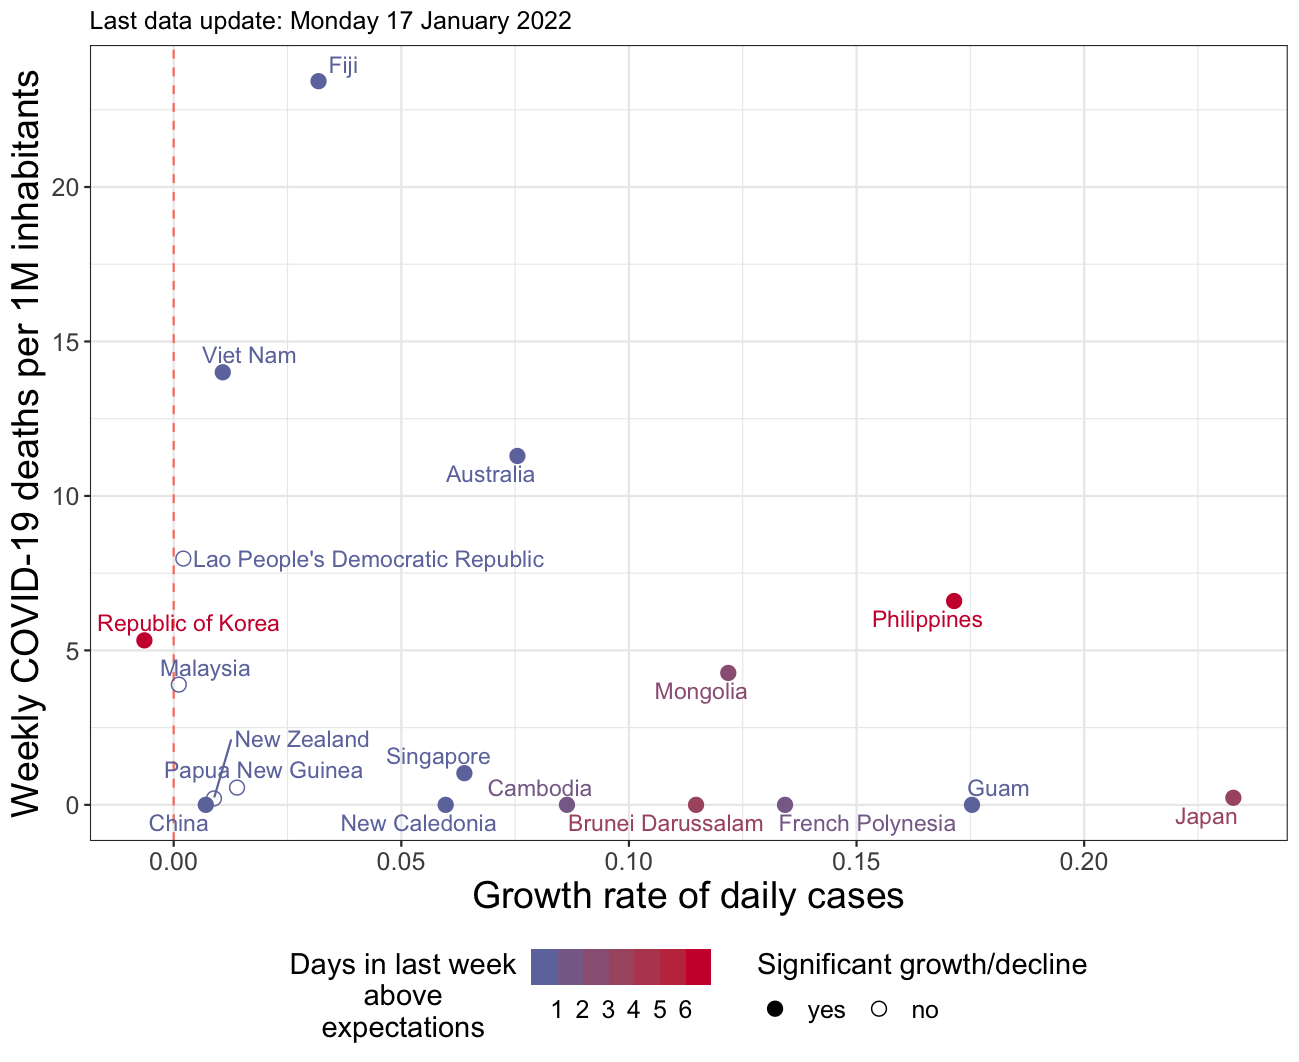 Last data update: Monday 17 January 2022
Weekly COVID-19 deaths per 1M inhabitants
20
15
10
5
0
Fiji
Viet Nam
Australia
Lao People's Democratic Republic
Philippines
Republic of Korea
Malaysia
Mongolia
New Zealand
Singapore
Papua New Guinea
Cambodia
Guam
China
New Caledonia
Brunei Darussalam
French Polynesia
Japan
0.00
0.05
0.10
0.15
0.20
Growth rate of daily cases
Days in last week
above
expectations
1 2 3 4 5 6
Significant growth/decline
yes
no